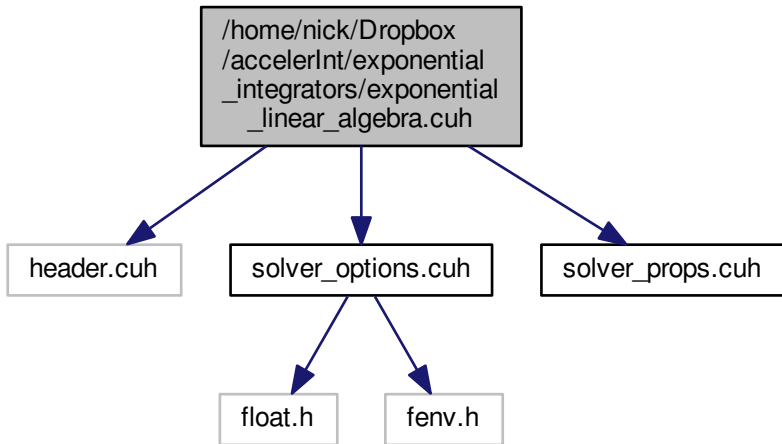 /home/nick/Dropbox
/accelerInt/exponential
_integrators/exponential
_linear_algebra.cuh
header.cuh
solver_options.cuh
solver_props.cuh
float.h
fenv.h